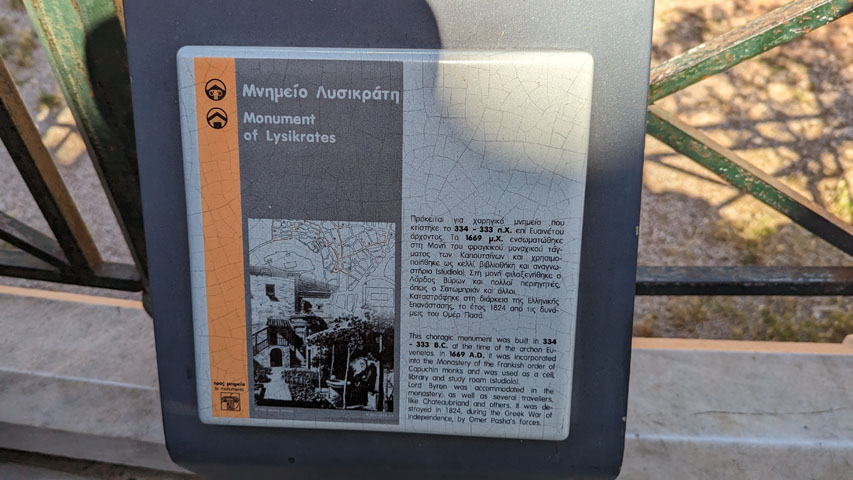 Μνημείο Λυσικράτη
Monument
of Lysikrates
Πρόκειται για χορηγικό μνημείο που
κτίστηκε το 334 - 333 π.Χ. επί Ευαινέτου
άρχοντος. Το 1669 μ.Χ. ενσωματώθηκε
στη Μονή του φραγκικού μοναχικού τάγ-
ματος των Καπουτσίνων και χρησιμο-
ποιήθηκε ως κελλί, βιβλιοθήκη και αναγνω-
στήριο (studiolo). Στη μονή φιλοξενήθηκε ο
Λόρδος Βύρων και πολλοί περιηγητές,
όπως ο Σατωμπριάν και άλλοι.
Καταστράφηκε στη διάρκεια της Ελληνικής
Επανάστασης, το έτος 1824 από τις δυνά-
μεις του Ομέρ Πασά.
This choragic monument was built in 334
- 333 B.C. at the time of the archon Eu-
venetos. In 1669 A.D. it was incorporated
into the Monastery of the Frankish order of
Capuchin monks and was used as a cell,
library and study room (studiolo).
Lord Byron was accommodated in the
monastery, as well as several travellers,
like Chateaubriand and others. It was de-
stroyed in 1824, during the Greek War of
Independence, by Omer Pasha's forces.
προς μνημεία
to monuments